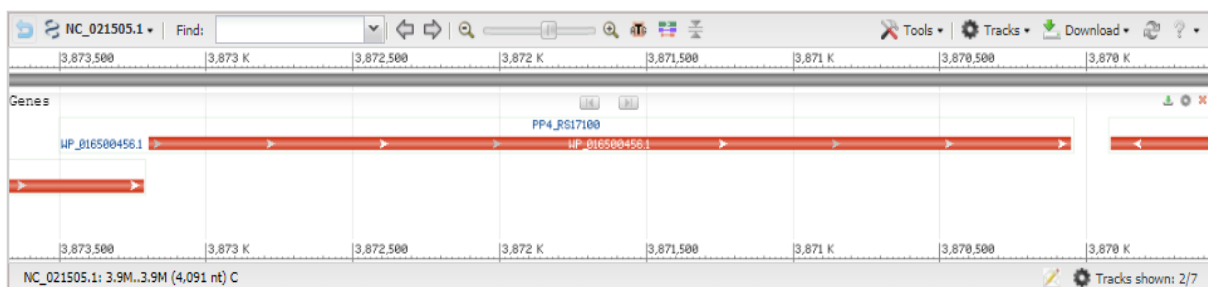 NC_021505.1 Find: Tools Tracks Download ?
3,873,500 3,873 K 3,872,500 3,872 K 3,871,500 3,871 K 3,870,500 3,870 K
Genes
PP4_RS17100
WP_016500456.1 WP_016500456.1
3,873,500 3,873 K 3,872,500 3,872 K 3,871,500 3,871 K 3,870,500 3,870 K
NC_021505.1: 3.9M..3.9M (4,091 nt) C Tracks shown: 2/7